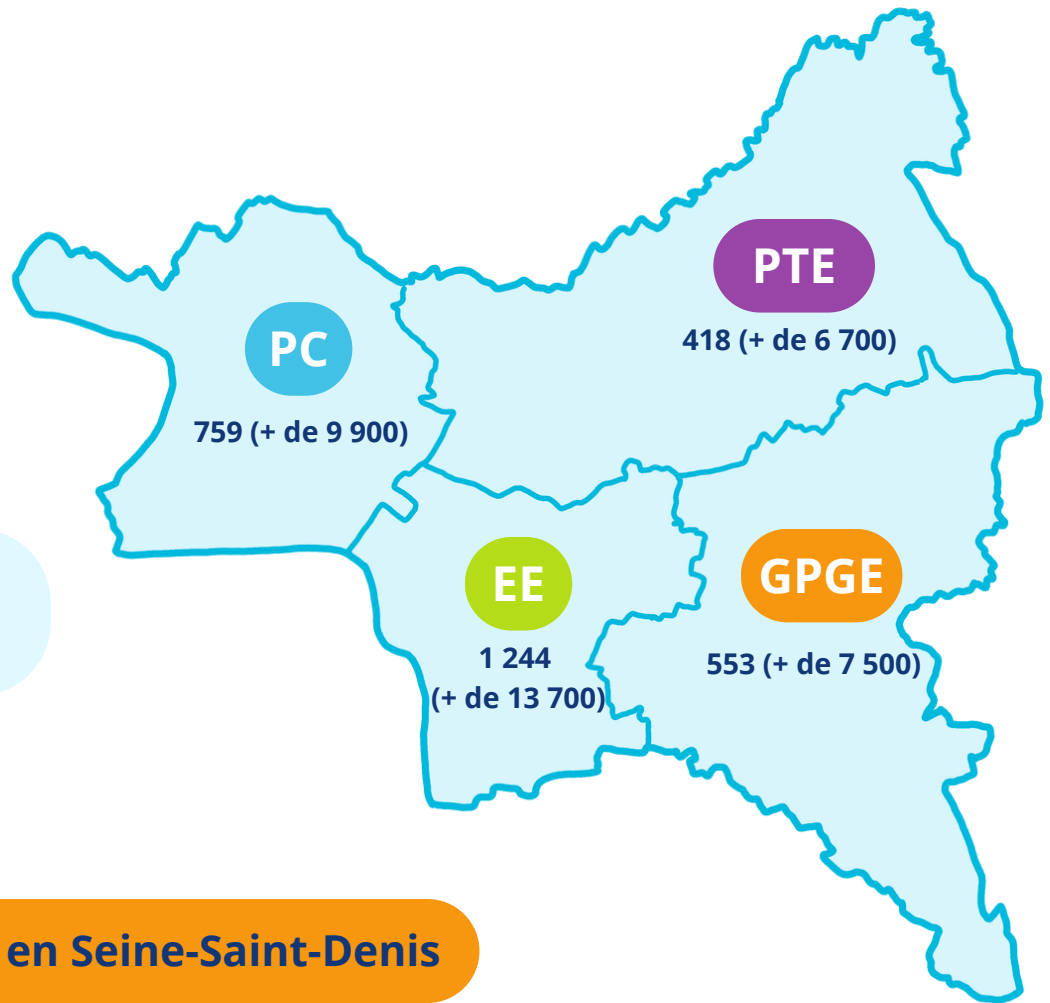 PTE
418 (+ de 6 700)
PC
759 (+ de 9 900)
EE
1 244
(+ de 13 700)
GPGE
553 (+ de 7 500)
en Seine-Saint-Denis